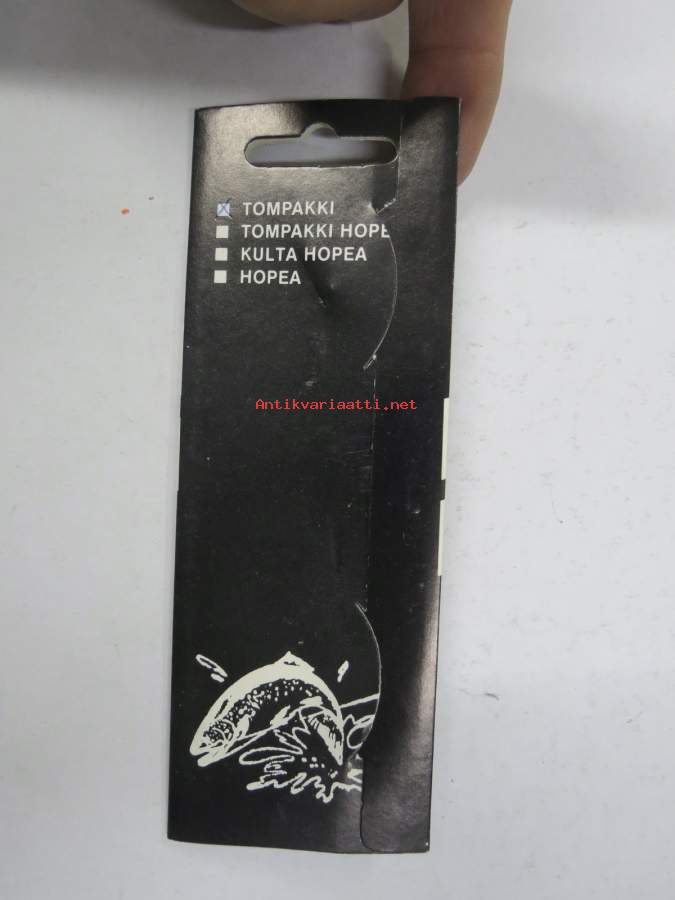 TOMPAKKI
TOMPAKKI HOPE
KULTA HOPEA
HOPEA
Antikvariaatti.net